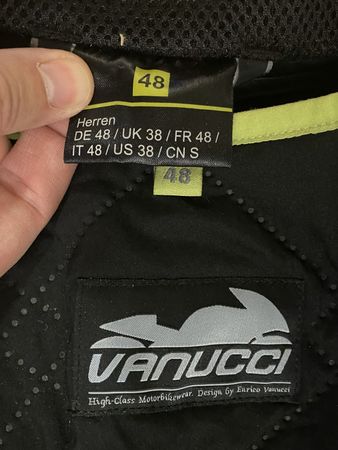 48
Herren
DE 48 / UK 38 / FR 48 /
IT 48 / US 38 / CN S
48
VANUCCI
High-Class Motorbikewear. Design by Enrico Vanucci